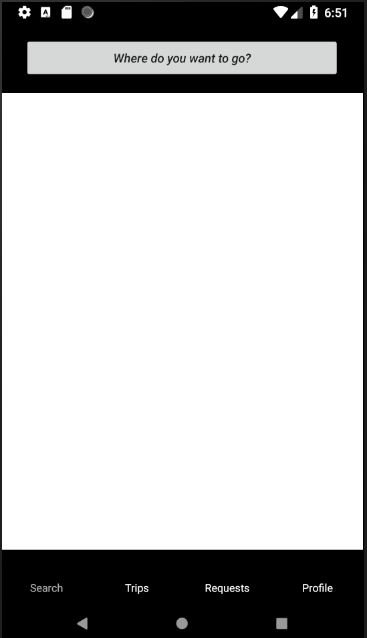 6:51
Where do you want to go?
Search Trips Requests Profile